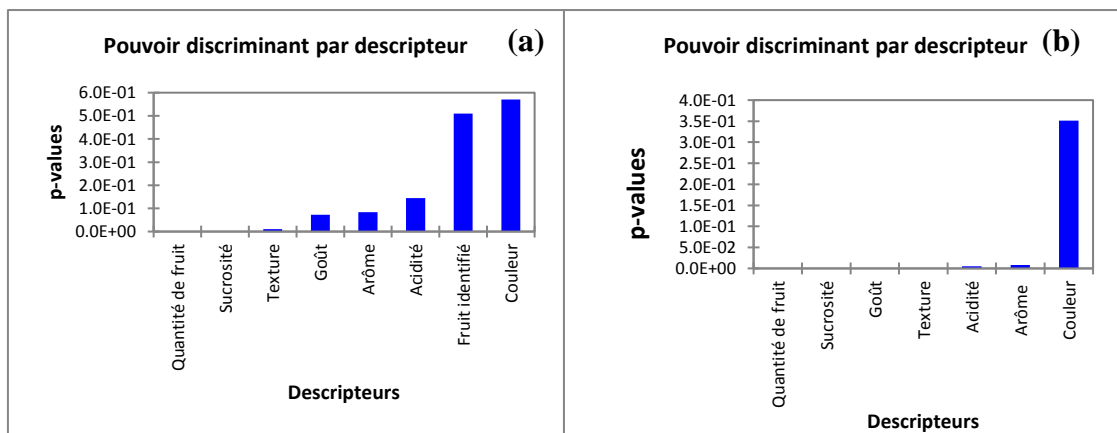 Pouvoir discriminant par descripteur (a)
6.0E-01
5.0E-01
4.0E-01
3.0E-01
2.0E-01
1.0E-01
0.0E+00
p-values
Quantité de fruit
Sucrosité
Texture
Goût
Arôme
Acidité
Fruit identifié
Couleur
Descripteurs
Pouvoir discriminant par descripteur (b)
4.0E-01
3.5E-01
3.0E-01
2.5E-01
2.0E-01
1.5E-01
1.0E-01
5.0E-02
0.0E+00
p-values
Quantité de fruit
Sucrosité
Goût
Texture
Acidité
Arôme
Couleur
Descripteurs